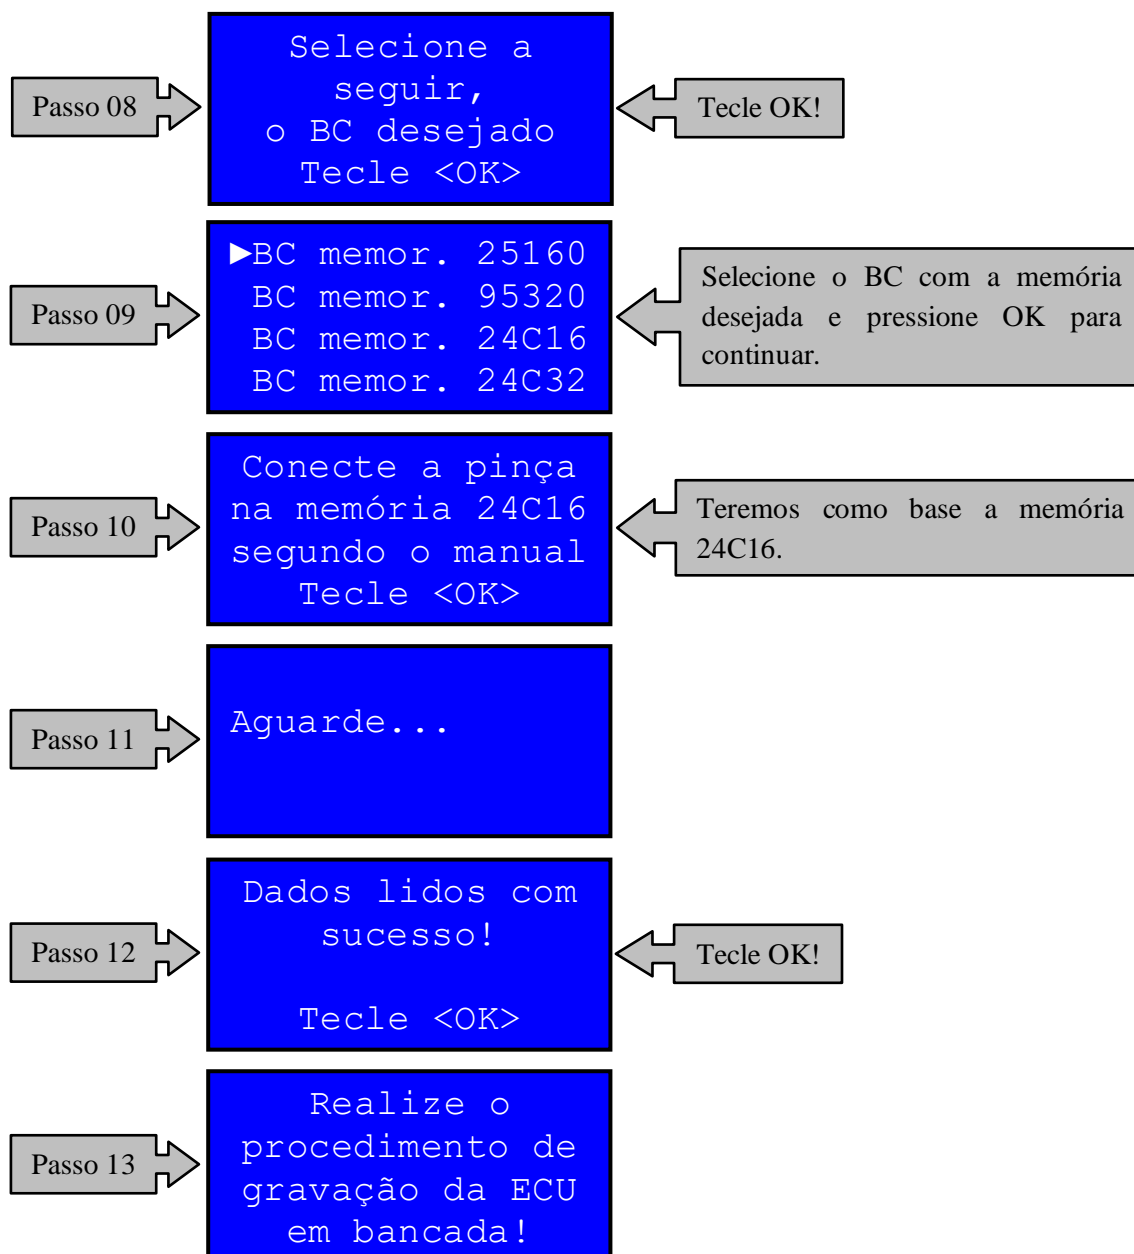 Passo 08
Selecione a
seguir,
o BC desejado
Tecle <OK>
Tecle OK!
Passo 09
►BC memor. 25160
BC memor. 95320
BC memor. 24C16
BC memor. 24C32
Selecione o BC com a memória
desejada e pressione OK para
continuar.
Passo 10
Conecte a pinça
na memória 24C16
segundo o manual
Tecle <OK>
Teremos como base a memória
24C16.
Passo 11
Aguarde...
Passo 12
Dados lidos com
sucesso!
Tecle <OK>
Tecle OK!
Passo 13
Realize o
procedimento de
gravação da ECU
em bancada!